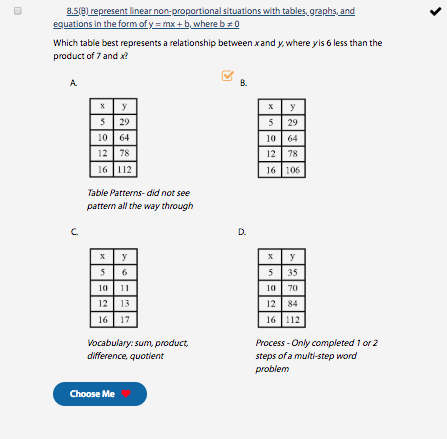 8.5(B) represent linear non-proportional situations with tables, graphs, and
equations in the form of y = mx + b, where b ≠ 0
Which table best represents a relationship between x and y, where y is 6 less than the
product of 7 and x?
A.
x y
5 29
10 64
12 78
16 112
Table Patterns- did not see
pattern all the way through
B.
x y
5 29
10 64
12 78
16 106
C.
x y
5 6
10 11
12 13
16 17
Vocabulary: sum, product,
difference, quotient
D.
x y
5 35
10 70
12 84
16 112
Process - Only completed 1 or 2
steps of a multi-step word
problem
Choose Me